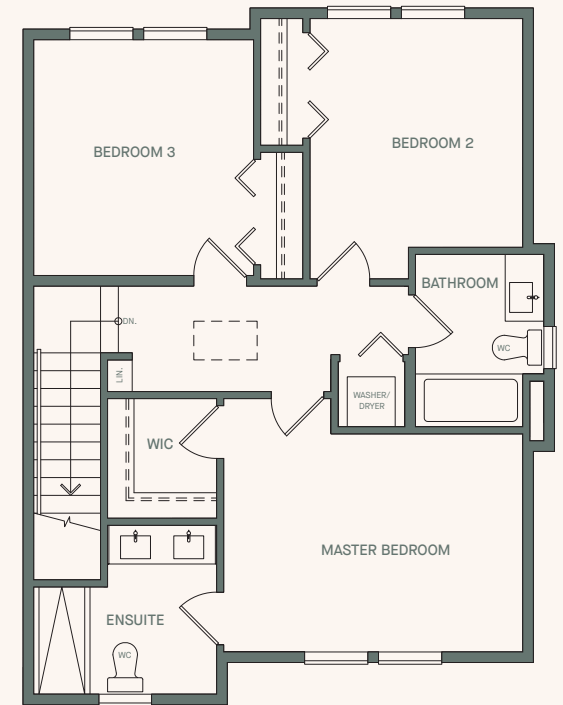 BEDROOM 2
BEDROOM 3
BATHROOM
DN.
WC
LIN.
WASHER/
DRYER
WIC
MASTER BEDROOM
ENSUITE
WC